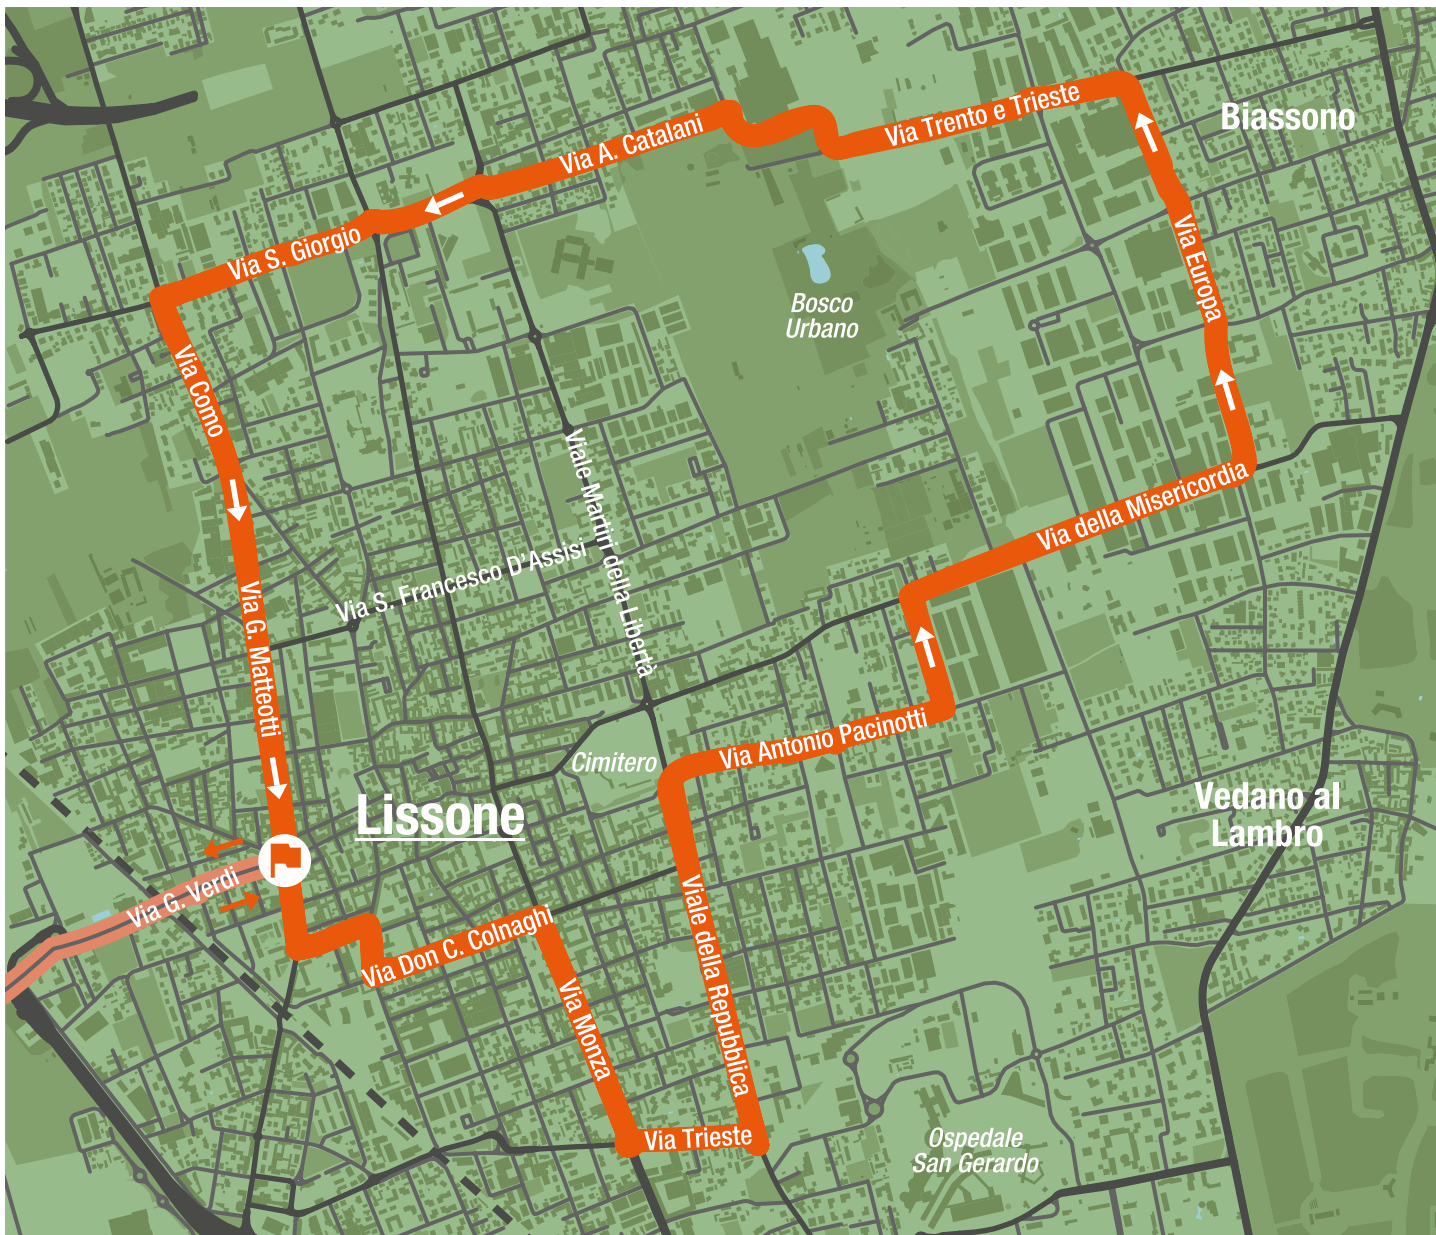 Via Trento e Trieste
Biassono
Via A. Catalani
Via S. Giorgio
Via Europa
Bosco
Urbano
Via Como
Viale Martiri della Libertà
Via della Misericordia
Via S. Francesco D'Assisi
Via G. Matteotti
Via Antonio Pacinotti
Cimitero
Lissone
Vedano al
Lambro
Via G. Verdi
Via Don C. Colnaghi
Viale della Repubblica
Via Monza
Via Trieste
Ospedale
San Gerardo